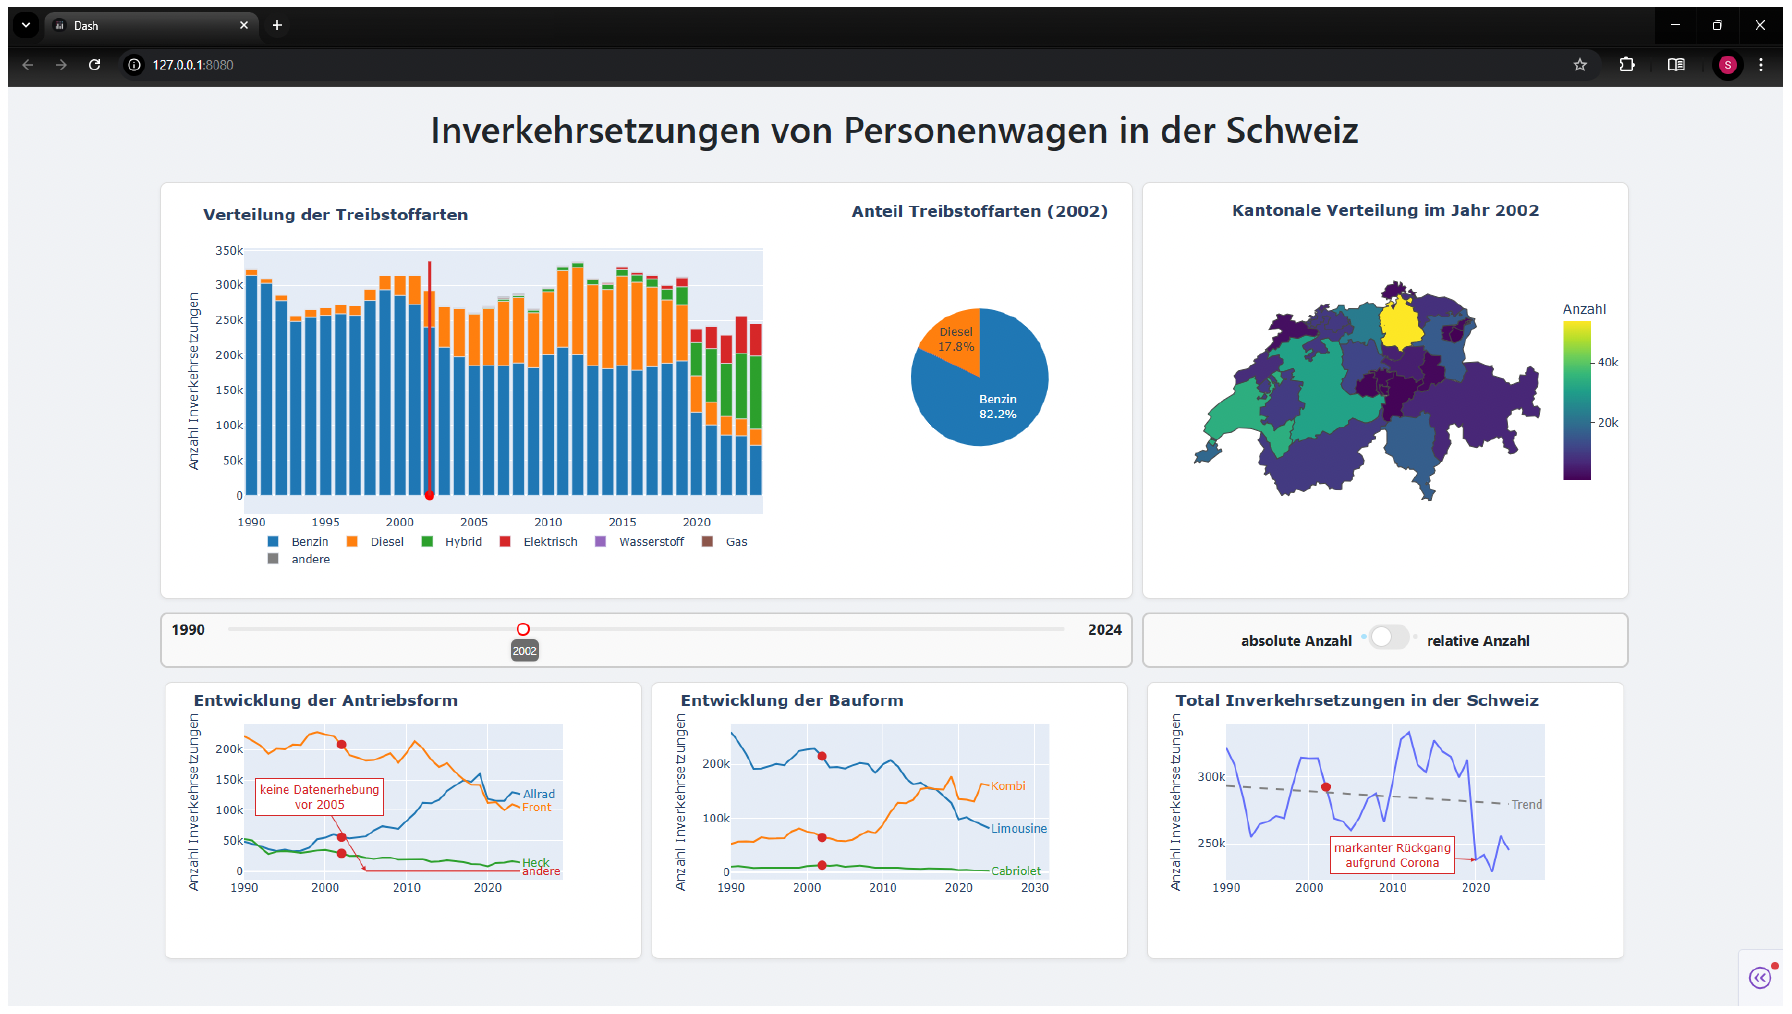 Dash
127.0.0.1:8080
S
Inverkehrsetzungen von Personenwagen in der Schweiz
Verteilung der Treibstoffarten
Anzahl Inverkehrsetzungen
350k
300k
250k
200k
150k
100k
50k
0
1990
1995
2000
2005
2010
2015
2020
Benzin
Diesel
Hybrid
Elektrisch
Wasserstoff
Gas
andere
Anteil Treibstoffarten (2002)
Diesel
17.8%
Benzin
82.2%
Kantonale Verteilung im Jahr 2002
Anzahl
40k
20k
1990
2002
2024
absolute Anzahl
relative Anzahl
Entwicklung der Antriebsform
Anzahl Inverkehrsetzungen
200k
150k
100k
50k
0
keine Datenerhebung
vor 2005
Allrad
Front
Heck
andere
1990
2000
2010
2020
Entwicklung der Bauform
Anzahl Inverkehrsetzungen
200k
100k
0
Kombi
Limousine
Cabriolet
1990
2000
2010
2020
2030
Total Inverkehrsetzungen in der Schweiz
Anzahl Inverkehrsetzungen
300k
250k
Trend
markanter Rückgang
aufgrund Corona
1990
2000
2010
2020